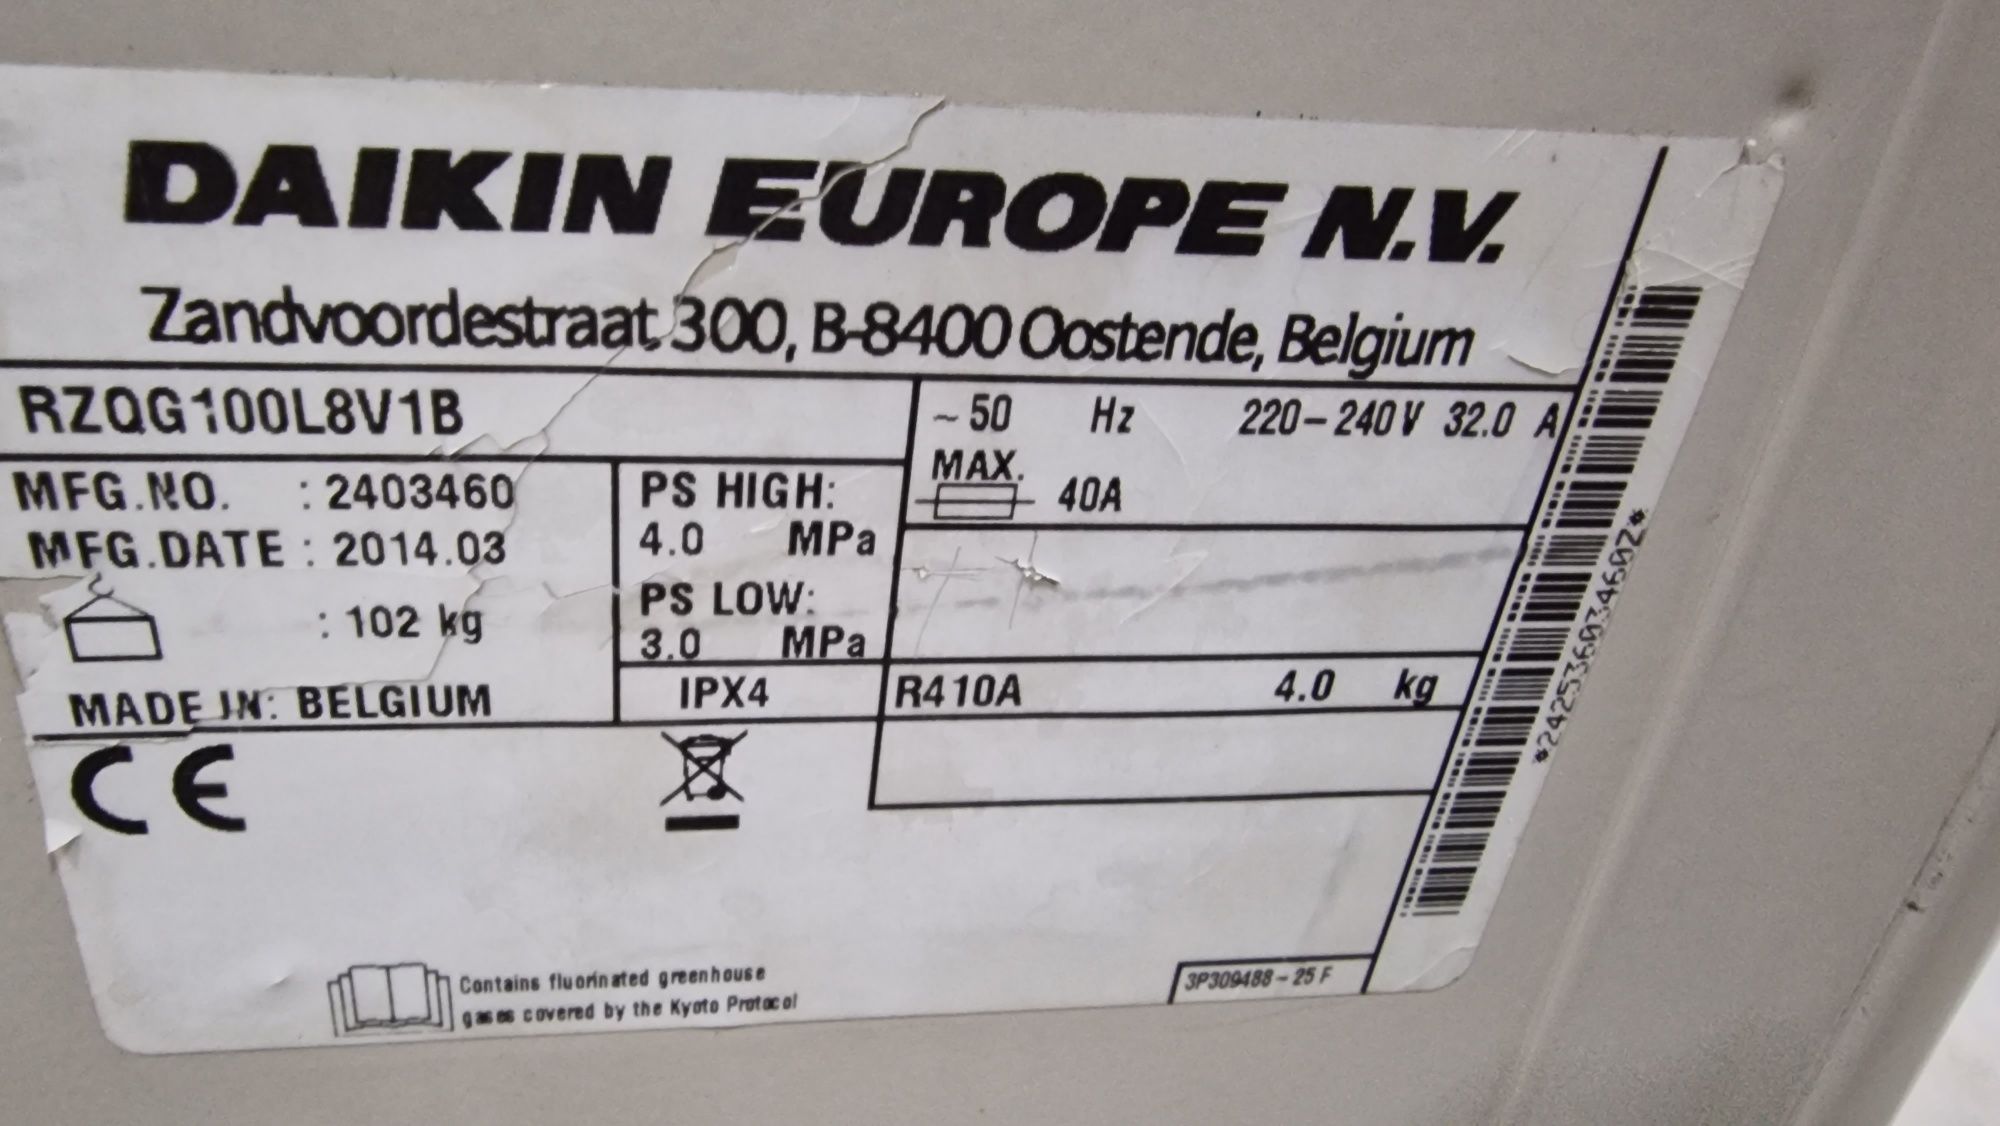 DAIKIN EUROPE N.V.
Zandvoordestraat 300, B-8400 Oostende, Belgium
RZQG100L8V1B
~50 Hz 220-240V 32.0 A
MAX.
40A
MFG.NO. : 2403460
MFG.DATE : 2014.03
: 102 kg
MADE IN: BELGIUM
PS HIGH:
4.0 MPa
PS LOW:
3.0 MPa
IPX4
R410A 4.0 kg
CE
Contains fluorinated greenhouse
gases covered by the Kyoto Protocol
3P309488-25 F